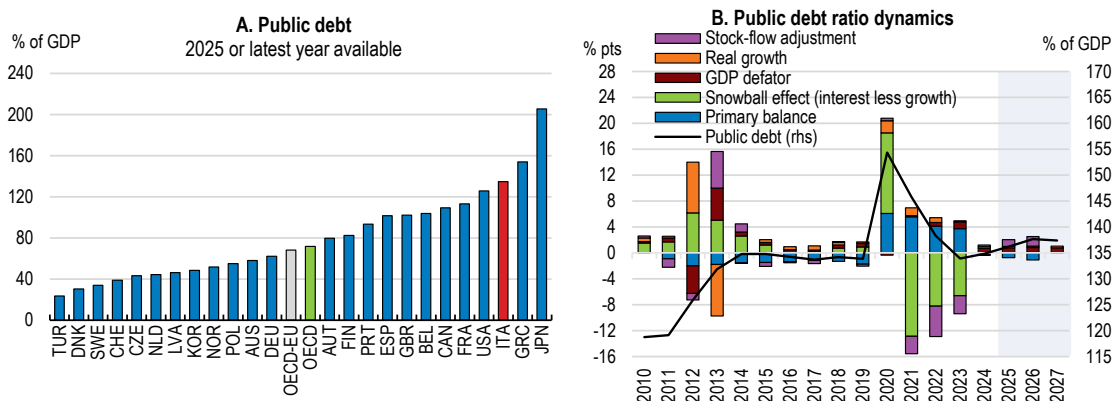 A. Public debt
2025 or latest year available
% of GDP
240
200
160
120
80
40
0
TUR
DNK
SWE
CHE
CZE
NLD
LVA
KOR
NOR
POL
AUS
DEU
OECD-EU
OECD
AUT
FIN
PRT
ESP
GBR
BEL
CAN
FRA
USA
ITA
GRC
JPN
B. Public debt ratio dynamics
% pts
% of GDP
Stock-flow adjustment
Real growth
GDP defator
Snowball effect (interest less growth)
Primary balance
Public debt (rhs)
28
24
20
16
12
8
4
0
-4
-8
-12
-16
170
165
160
155
150
145
140
135
130
125
120
115
2010
2011
2012
2013
2014
2015
2016
2017
2018
2019
2020
2021
2022
2023
2024
2025
2026
2027